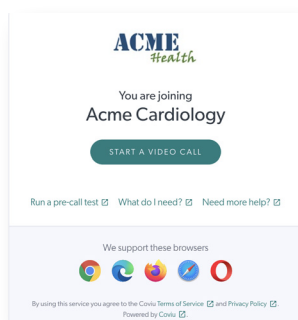 ACME
Health
You are joining
Acme Cardiology
START A VIDEO CALL
Run a pre-call test What do I need? Need more help?
We support these browsers
By using this service you agree to the Coviu Terms of Service and Privacy Policy.
Powered by Coviu.